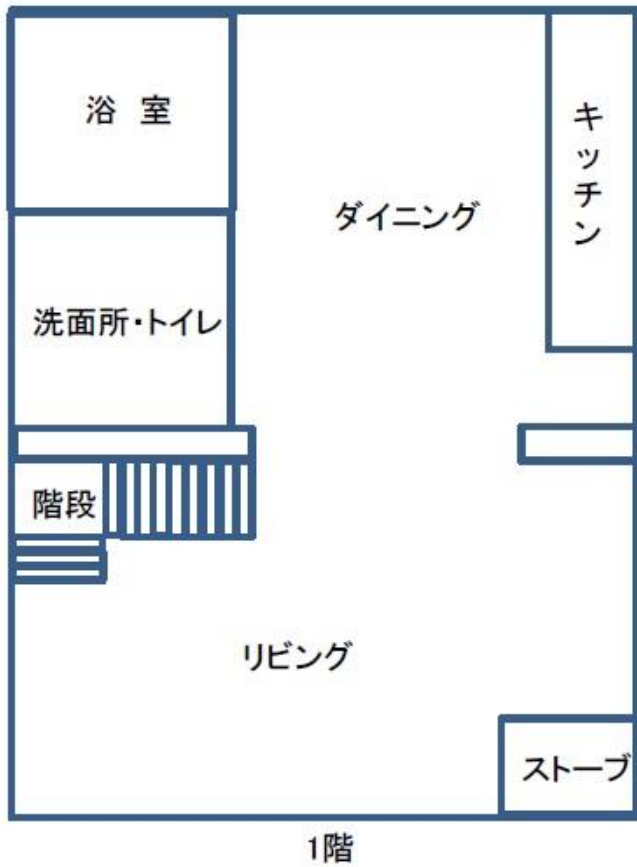 浴 室
キッチン
ダイニング
洗面所・トイレ
階段
リビング
ストーブ
1階